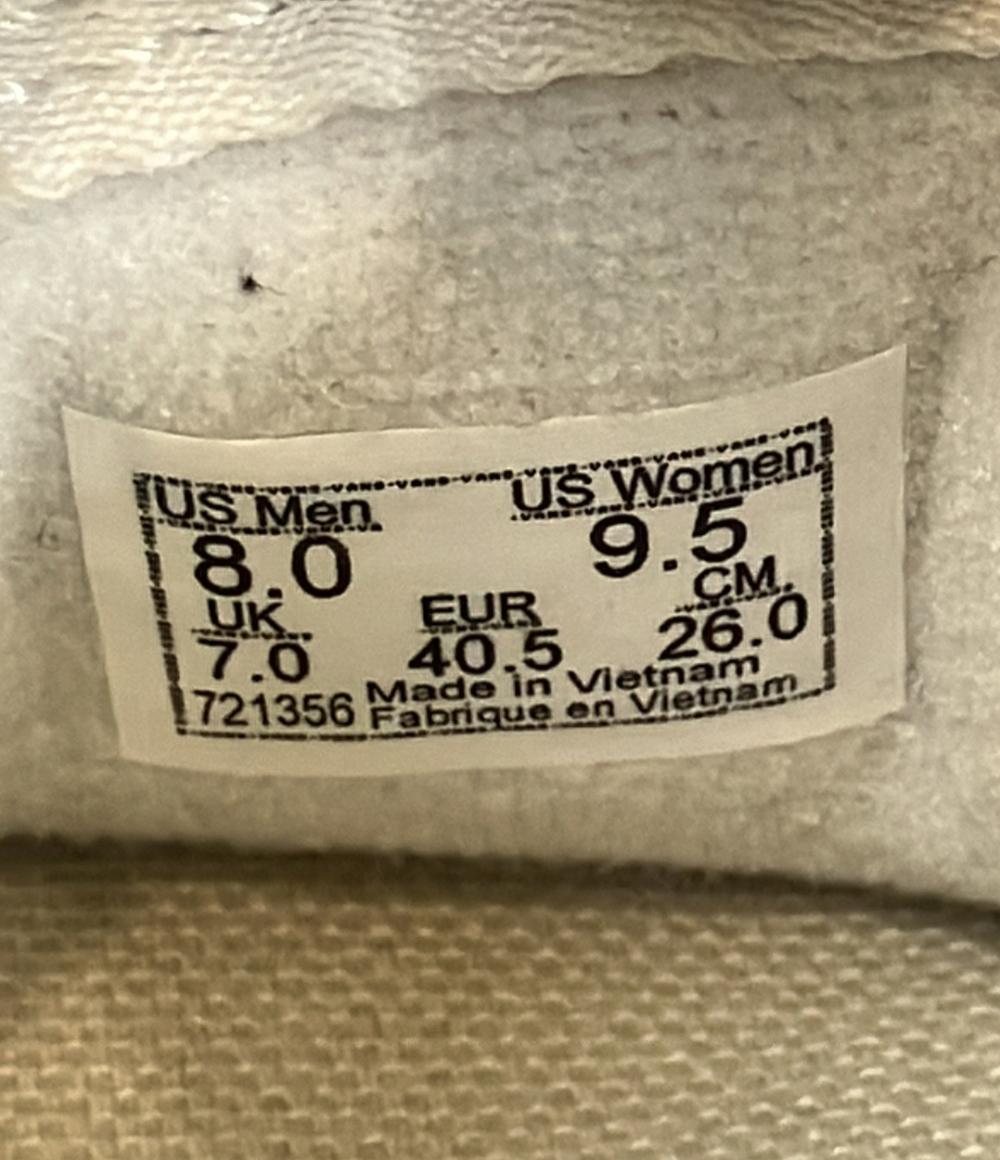 US Men US Women
8.0 9.5
UK EUR CM.
7.0 40.5 26.0
721356 Made in Vietnam
Fabrique en Vietnam